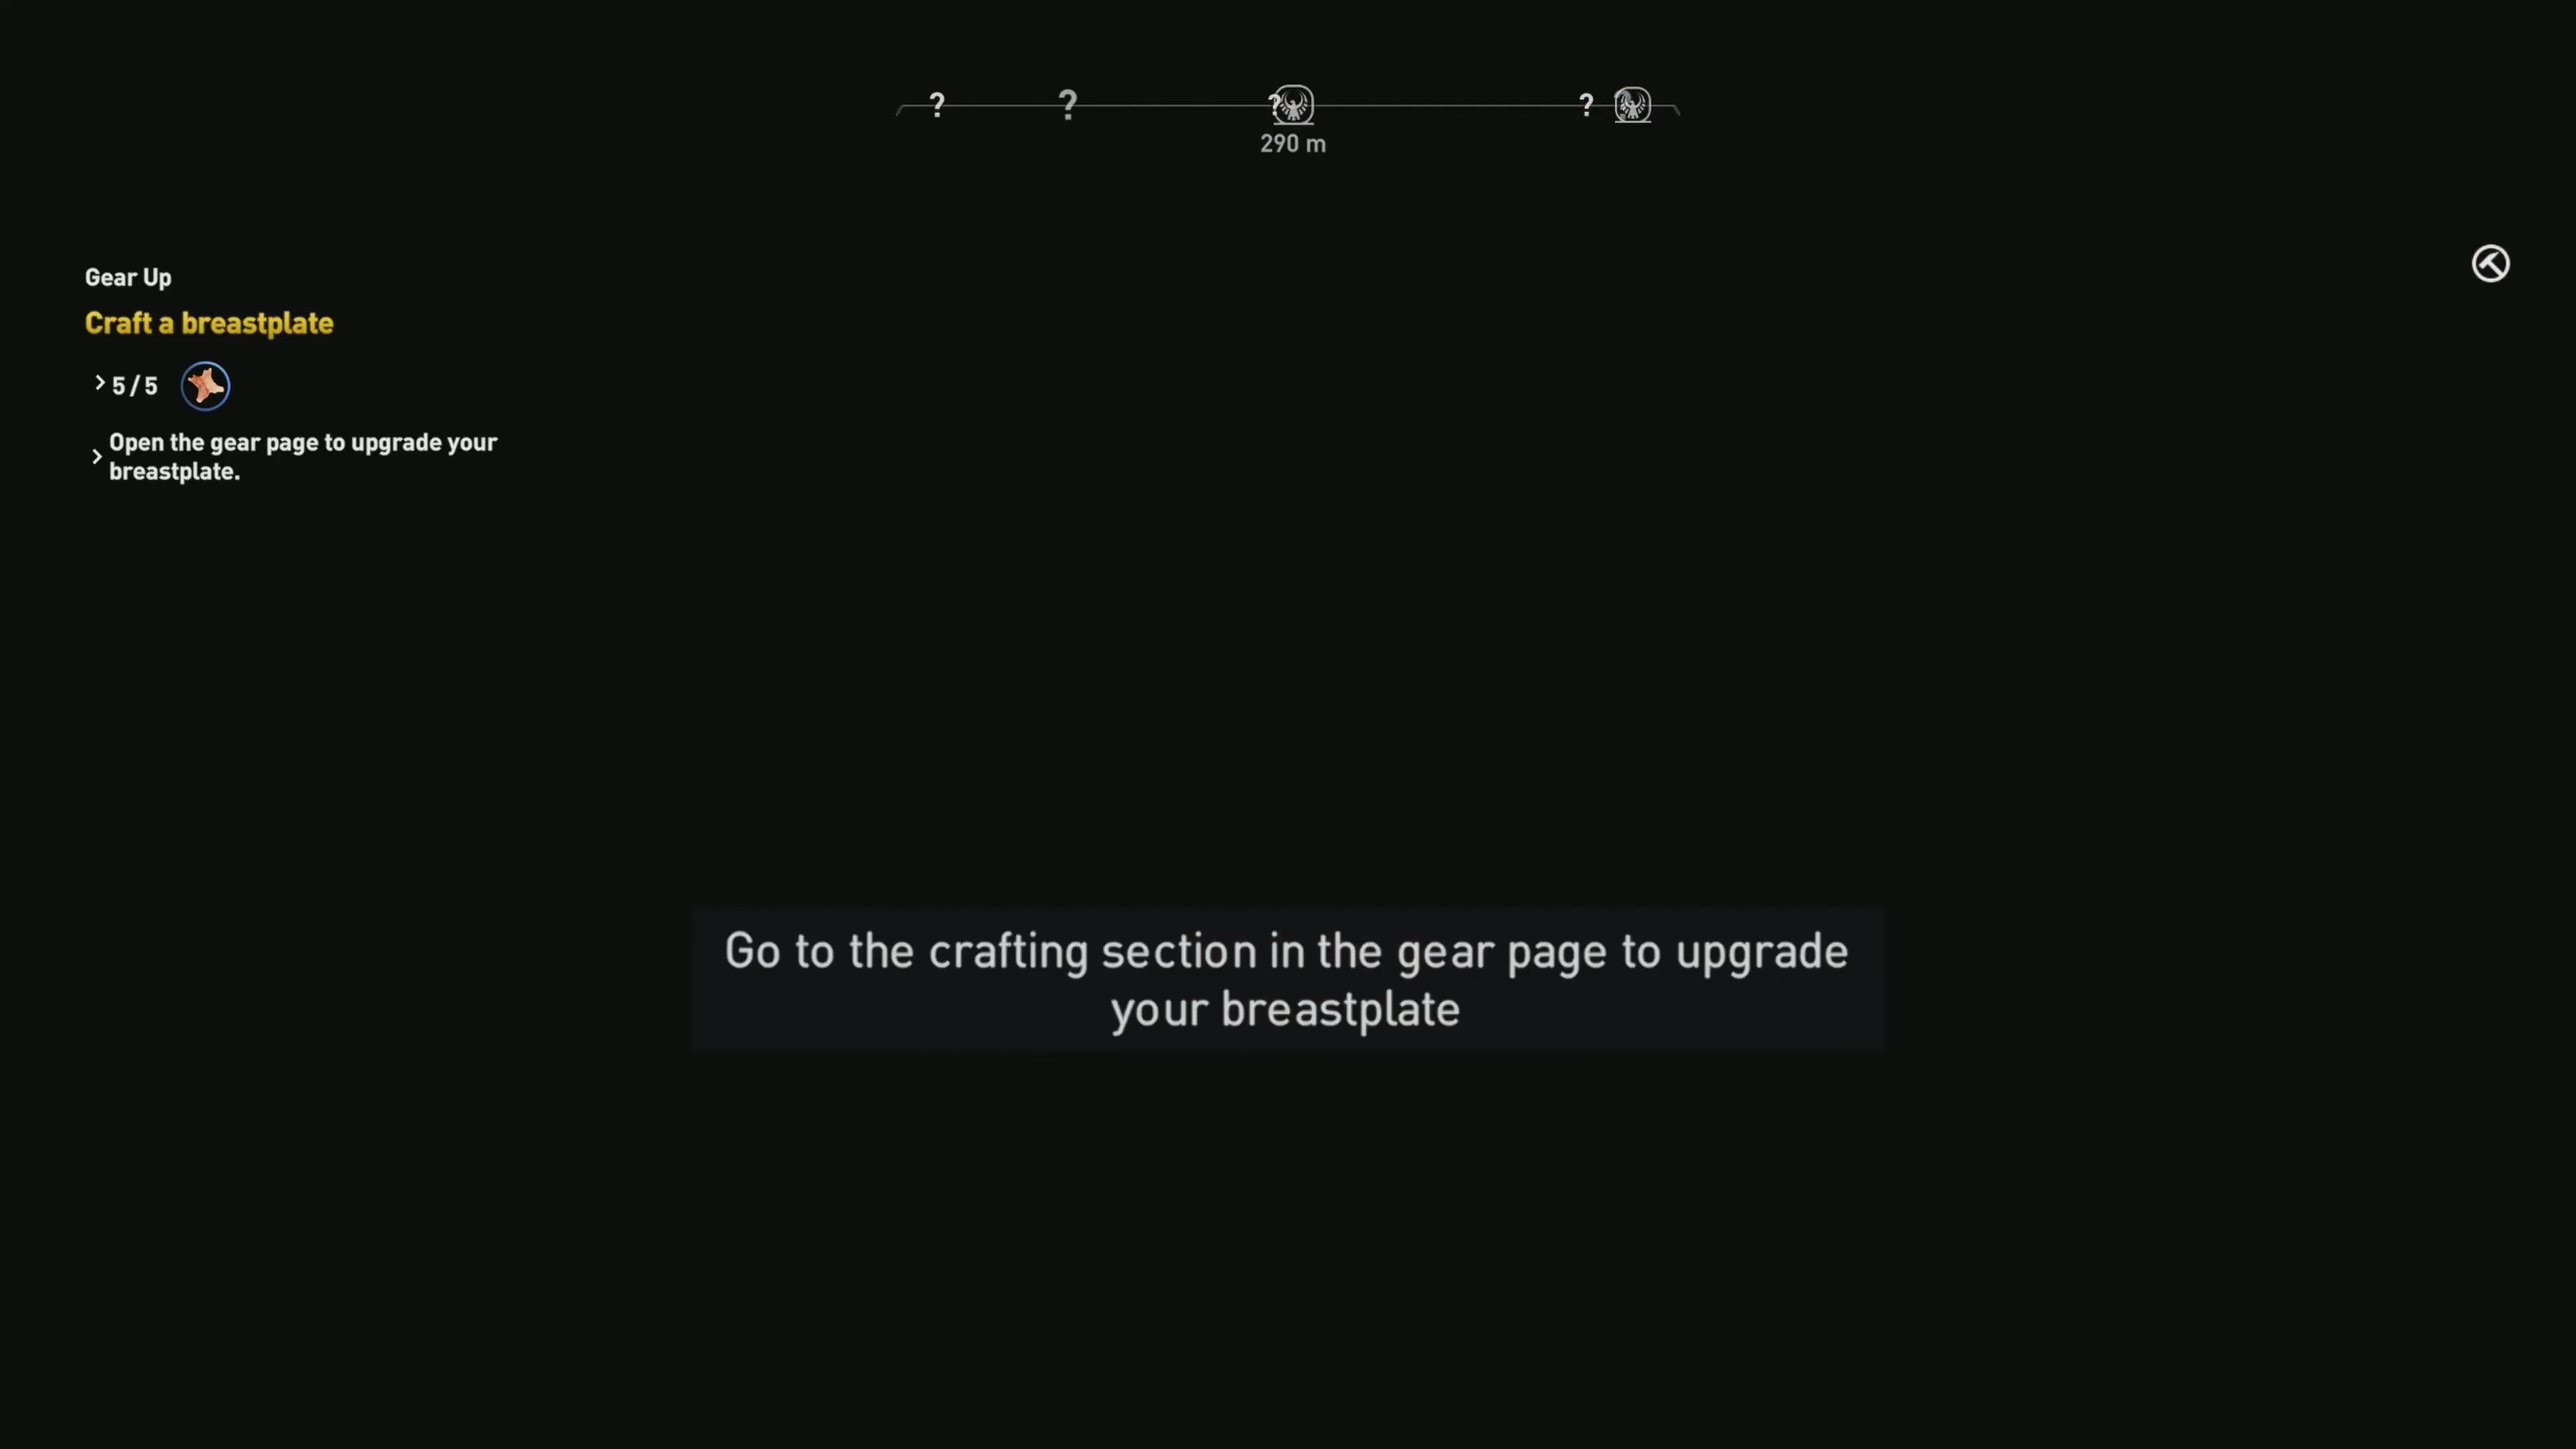 ? ? ? ?
290 m
Gear Up
Craft a breastplate
> 5/5
> Open the gear page to upgrade your
breastplate.
Go to the crafting section in the gear page to upgrade
your breastplate